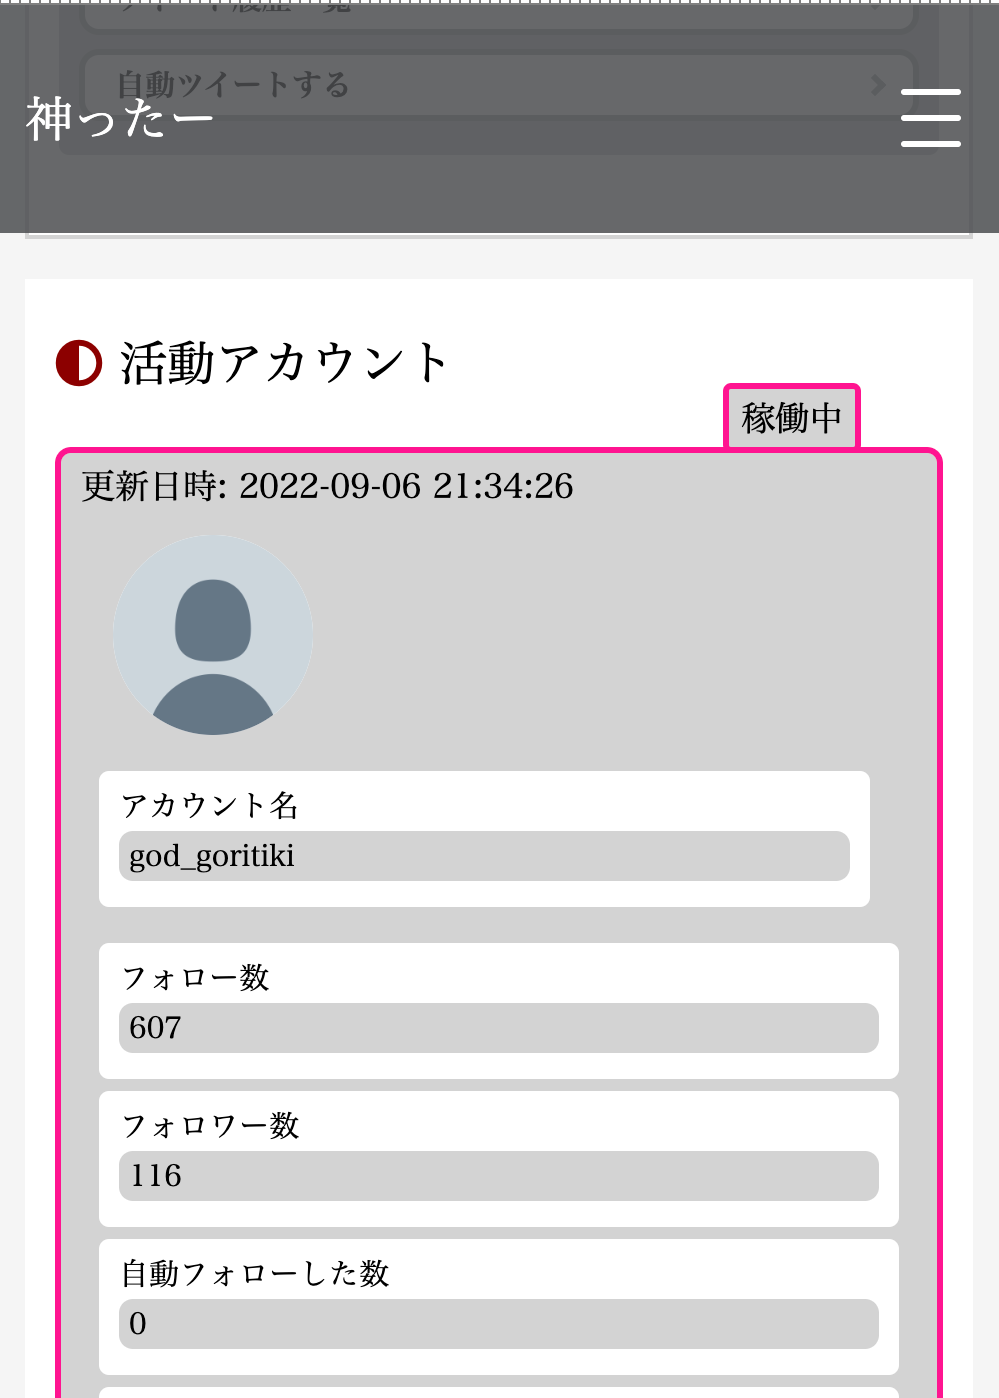 自動ツイートする
神ったー
活動アカウント
稼働中
更新日時: 2022-09-06 21:34:26
アカウント名
god_goritiki
フォロー数
607
フォロワー数
116
自動フォローした数
0